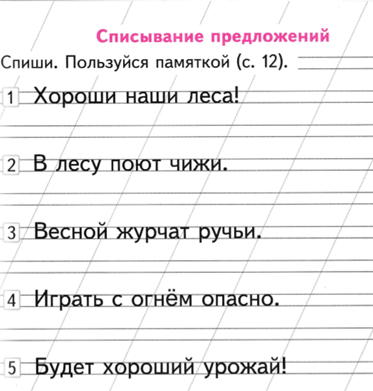 Списывание предложений
Спиши. Пользуйся памяткой (с. 12).
1 Хороши наши леса!
2 В лесу поют чижи.
3 Весной журчат ручьи.
4 Играть с огнём опасно.
5 Будет хороший урожай!